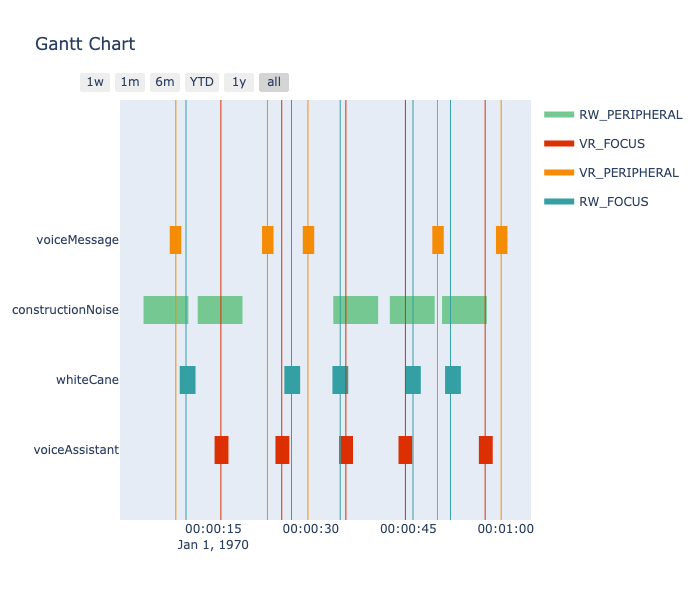 Gantt Chart
1w 1m 6m YTD 1y all
RW_PERIPHERAL
VR_FOCUS
VR_PERIPHERAL
RW_FOCUS
voiceMessage
constructionNoise
whiteCane
voiceAssistant
00:00:15 00:00:30 00:00:45 00:01:00
Jan 1, 1970